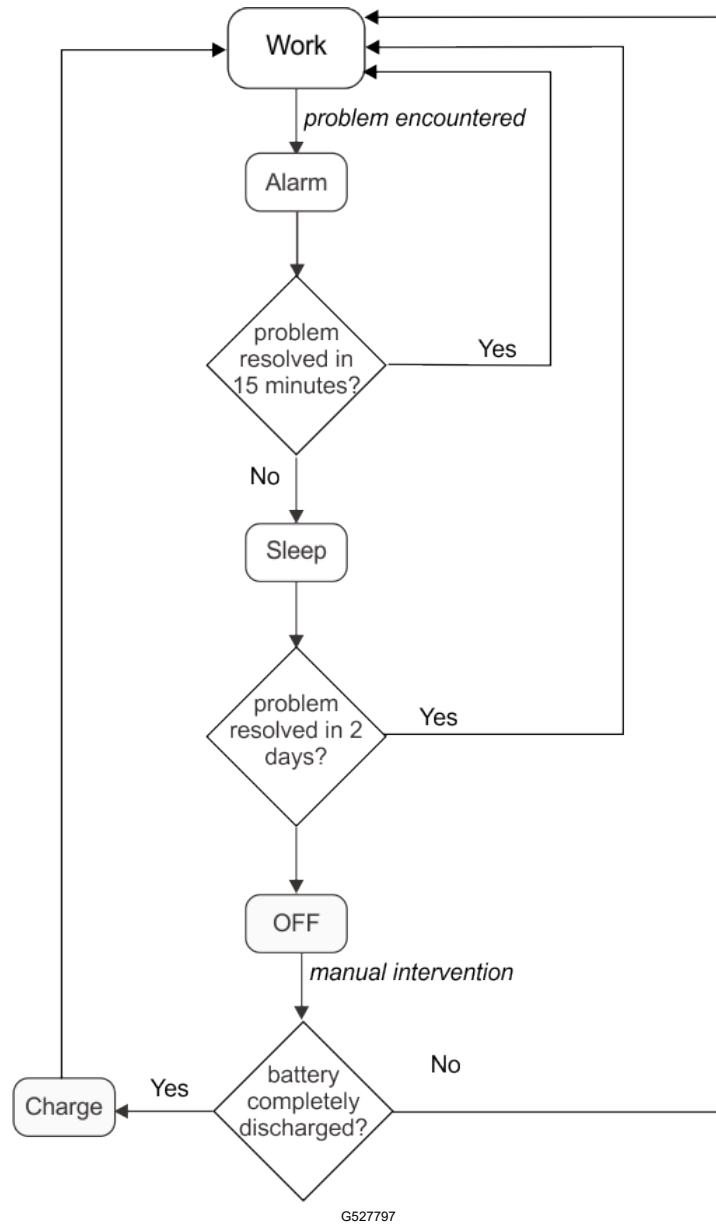 Work
problem encountered
Alarm
problem
resolved in
15 minutes?
Yes
No
Sleep
problem
resolved in 2
days?
Yes
OFF
manual intervention
battery
completely
discharged?
No
Yes
Charge
G527797